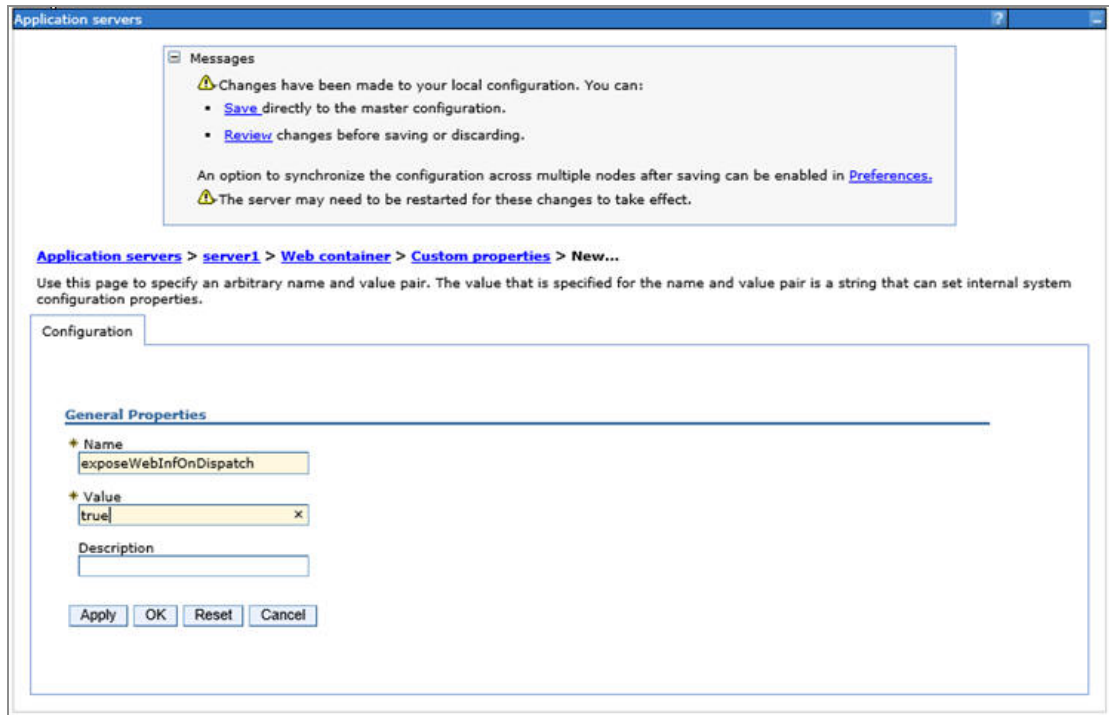 Application servers
?
Messages
Changes have been made to your local configuration. You can:
Save directly to the master configuration.
Review changes before saving or discarding.
An option to synchronize the configuration across multiple nodes after saving can be enabled in Preferences.
The server may need to be restarted for these changes to take effect.
Application servers > server1 > Web container > Custom properties > New...
Use this page to specify an arbitrary name and value pair. The value that is specified for the name and value pair is a string that can set internal system
configuration properties.
Configuration
General Properties
Name
exposeWebInfOnDispatch
Value
true
Description
Apply OK Reset Cancel